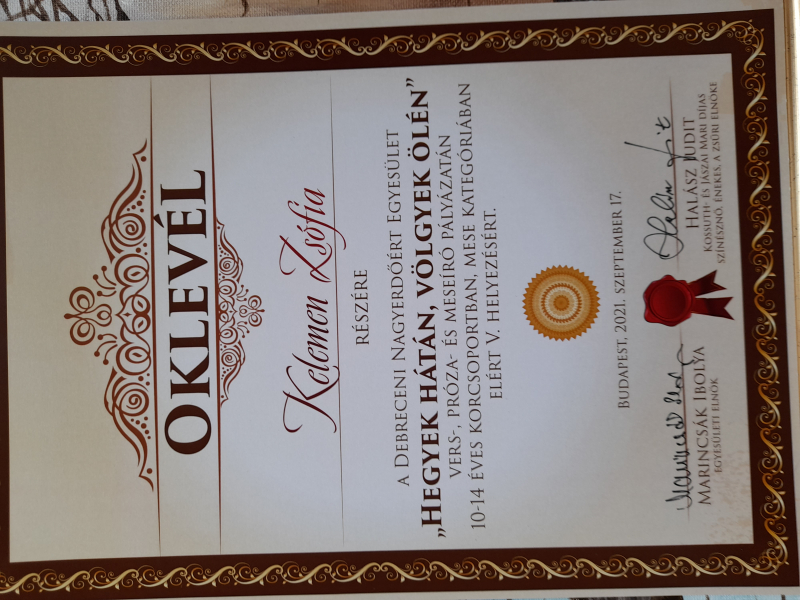 OKLEVÉL
Kelemen Zsófia
RÉSZÉRE
A DEBRECENI NAGYERDŐÉRT EGYESÜLET
„HEGYEK HÁTÁN, VÖLGYEK ÖLÉN”
VERS-, PRÓZA- ÉS MESEÍRÓ PÁLYÁZATÁN
10-14 ÉVES KORCSOPORTBAN, MESE KATEGÓRIÁBAN
ELÉRT V. HELYEZÉSÉRT.
BUDAPEST, 2021. SZEPTEMBER 17.
Halász Judit
MARINCSÁK IBOLYA
EGYESÜLETI ELNÖK
HALÁSZ JUDIT
KOSSUTH- ÉS JÁSZAI MARI DÍJAS
SZÍNÉSZNŐ, ÉNEKES, A ZSŰRI ELNÖKE